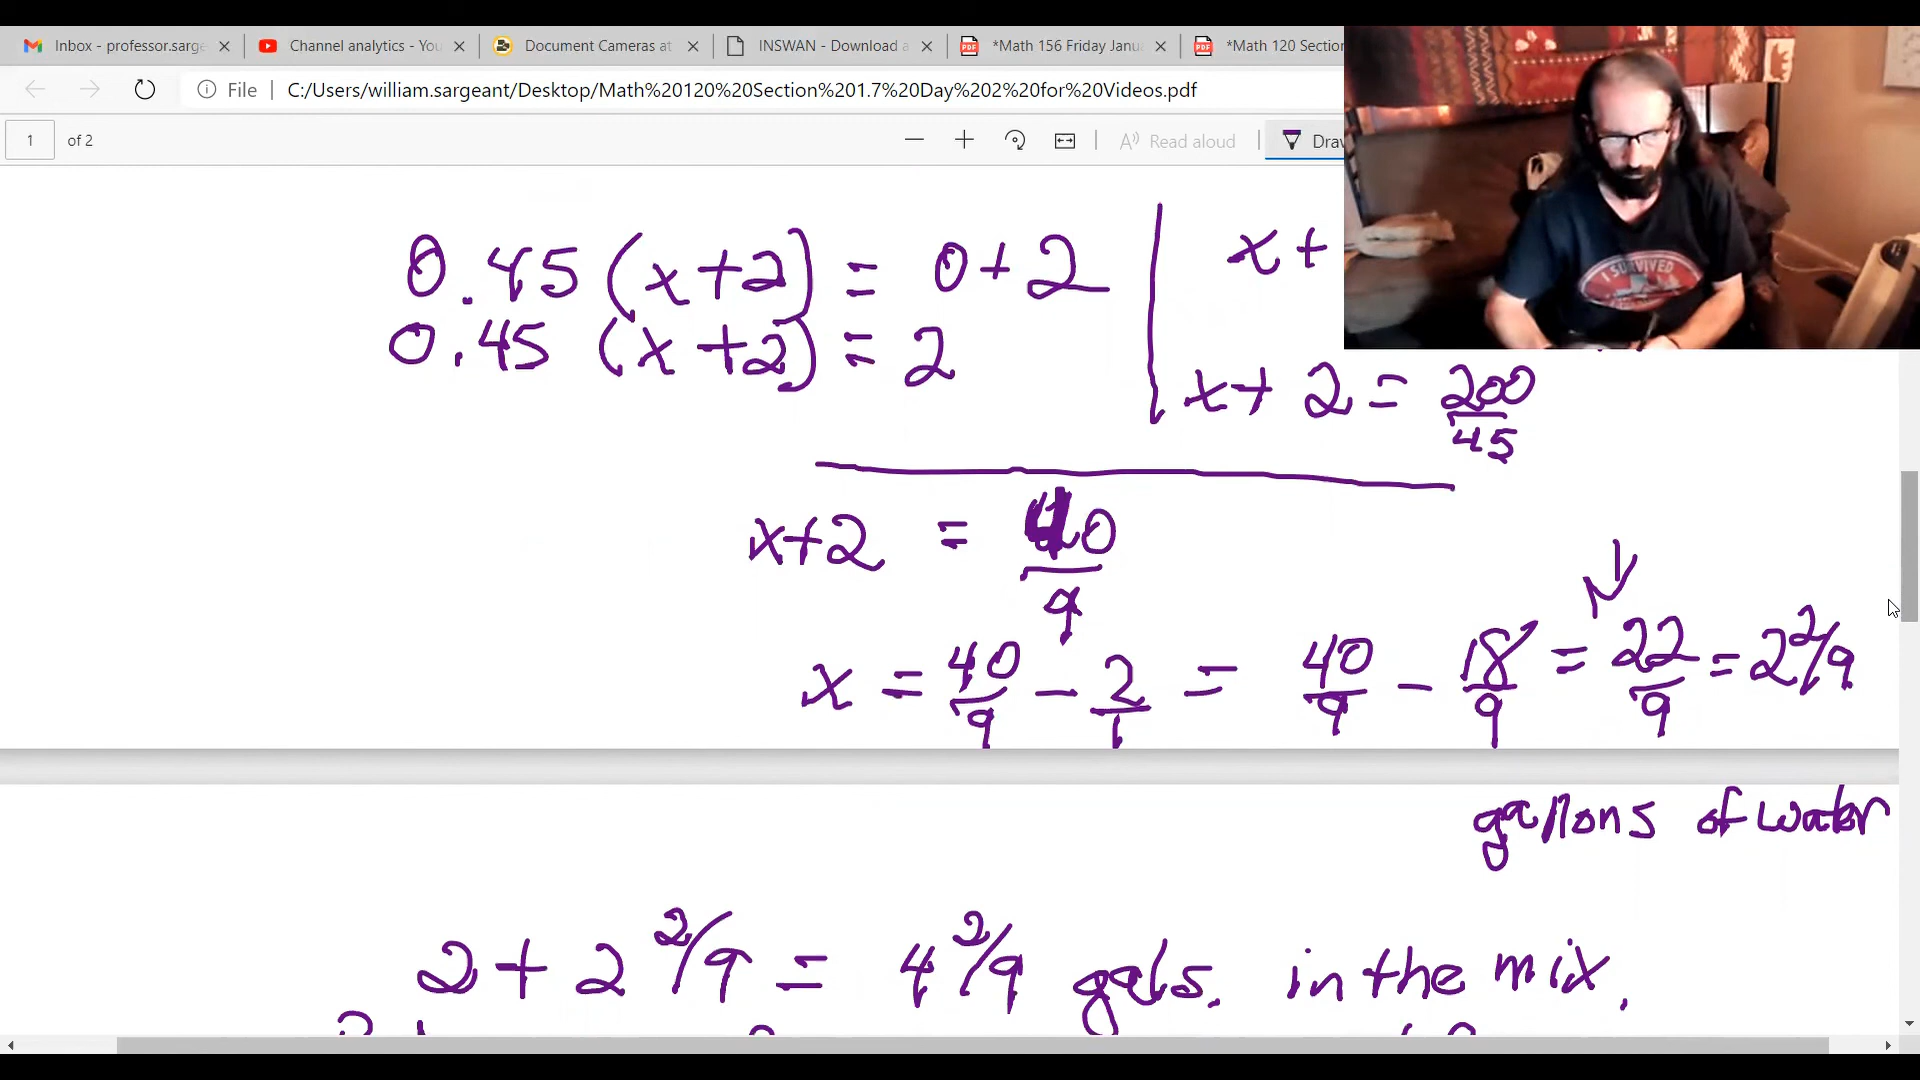 Inbox - professor.sarge
Channel analytics - You
Document Cameras at
INSWAN - Download a
*Math 156 Friday Janu
*Math 120 Section
File
C:/Users/william.sargeant/Desktop/Math%20120%20Section%201.7%20Day%202%20for%20Videos.pdf
1 of 2
Read aloud
Draw
I SURVIVED
0.45 (x+2) = 0+2
x+
0.45 (x+2) = 2
x+2 = 200/45
x+2 = 40/9
x = 40/9 - 2/1 = 40/9 - 18/9 = 22/9 = 2 2/9
gallons of water
2 + 2 2/9 = 4 2/9 gals. in the mix.